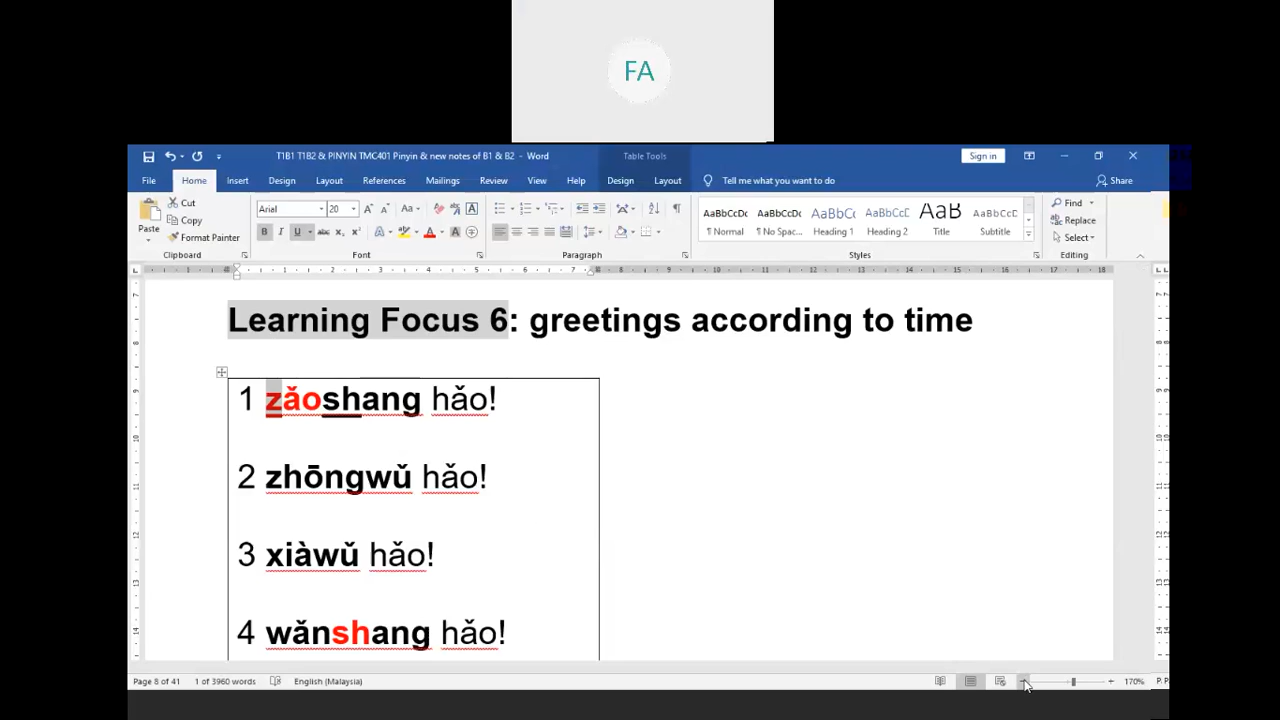 FA
T1B1 T1B2 & PINYIN TMC401 Pinyin & new notes of B1 & B2 - Word
Table Tools
Sign in
File Home Insert Design Layout References Mailings Review View Help Design Layout Tell me what you want to do Share
Paste
Cut
Copy
Format Painter
Clipboard
Arial 20
Font
Paragraph
AaBbCcDc AaBbCcDc AaBbCc AaBbCcD AaB AaBbCcD
¶ Normal ¶ No Spac... Heading 1 Heading 2 Title Subtitle
Styles
Find
Replace
Select
Editing
Learning Focus 6: greetings according to time
1 zǎoshang hǎo!
2 zhōngwǔ hǎo!
3 xiàwǔ hǎo!
4 wǎnshang hǎo!
Page 8 of 41 1 of 3960 words English (Malaysia) 170%